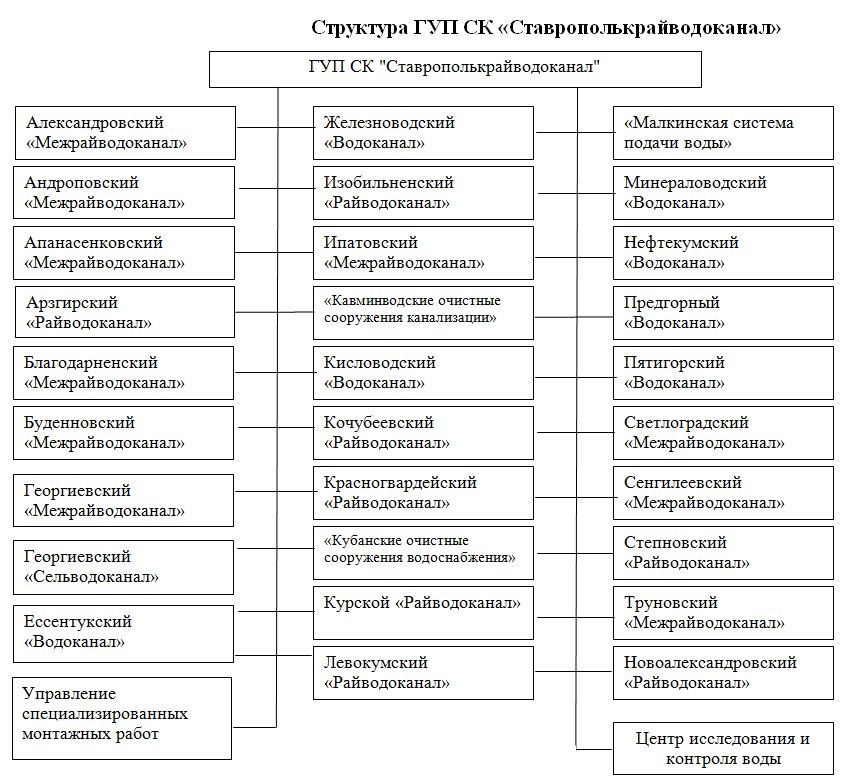 Структура ГУП СК «Ставрополькрайводоканал»
ГУП СК "Ставрополькрайводоканал"
Александровский
«Межрайводоканал»
Андроповский
«Межрайводоканал»
Апанасенковский
«Межрайводоканал»
Арзгирский
«Райводоканал»
Благодарненский
«Межрайводоканал»
Буденновский
«Межрайводоканал»
Георгиевский
«Межрайводоканал»
Георгиевский
«Сельводоканал»
Ессентукский
«Водоканал»
Управление
специализированных
монтажных работ
Железноводский
«Водоканал»
Изобильненский
«Райводоканал»
Ипатовский
«Межрайводоканал»
«Кавминводские очистные
сооружения канализации»
Кисловодский
«Водоканал»
Кочубеевский
«Райводоканал»
Красногвардейский
«Райводоканал»
«Кубанские очистные
сооружения водоснабжения»
Курской «Райводоканал»
Левокумский
«Райводоканал»
«Малкинская система
подачи воды»
Минераловодский
«Водоканал»
Нефтекумский
«Водоканал»
Предгорный
«Водоканал»
Пятигорский
«Водоканал»
Светлоградский
«Межрайводоканал»
Сенгилеевский
«Межрайводоканал»
Степновский
«Райводоканал»
Труновский
«Межрайводоканал»
Новоалександровский
«Райводоканал»
Центр исследования и
контроля воды